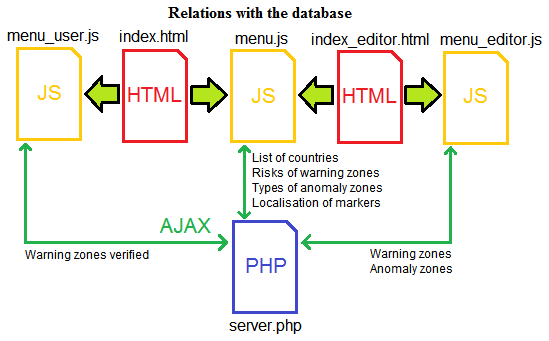 Relations with the database
menu_user.js
index.html
menu.js
index_editor.html
menu_editor.js
JS
HTML
JS
HTML
JS
List of countries
Risks of warning zones
Types of anomaly zones
Localisation of markers
AJAX
Warning zones verified
PHP
Warning zones
Anomaly zones
server.php